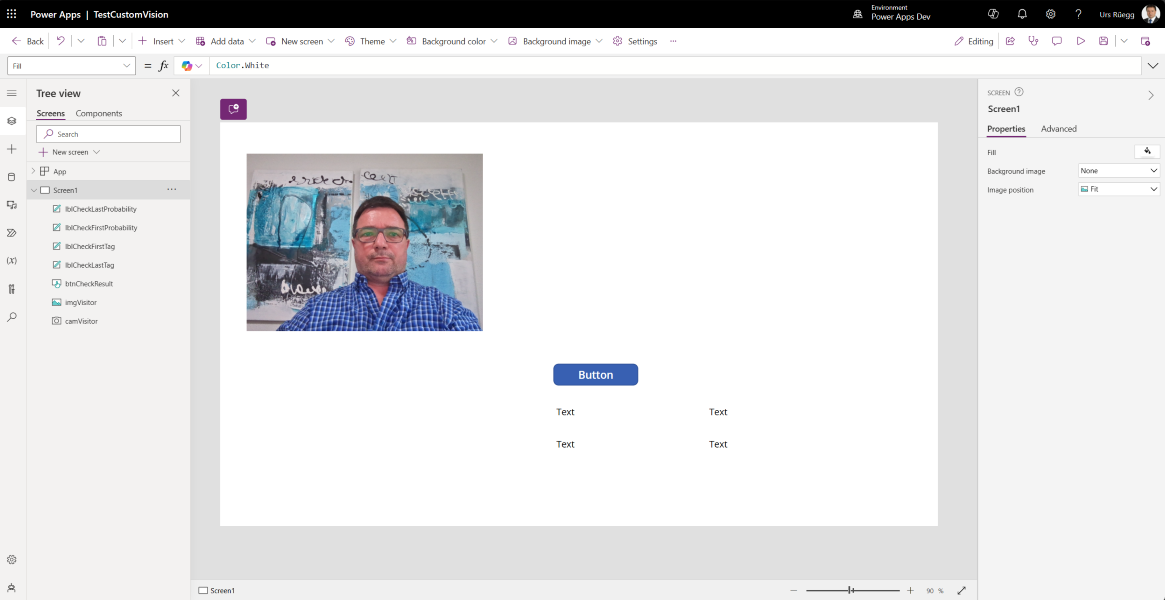 Power Apps | TestCustomVision
Environment
Power Apps Dev
Urs Rüegg
Back
Insert
Add data
New screen
Theme
Background color
Background image
Settings
Editing
Fill
= fx
Color.White
Tree view
Screens
Components
Search
New screen
App
Screen1
lblCheckLastProbability
lblCheckFirstProbability
lblCheckFirstTag
lblCheckLastTag
btnCheckResult
imgVisitor
camVisitor
Button
Text
Text
Text
Text
SCREEN
Screen1
Properties
Advanced
Fill
Background image
None
Image position
Fit
Screen1
90 %